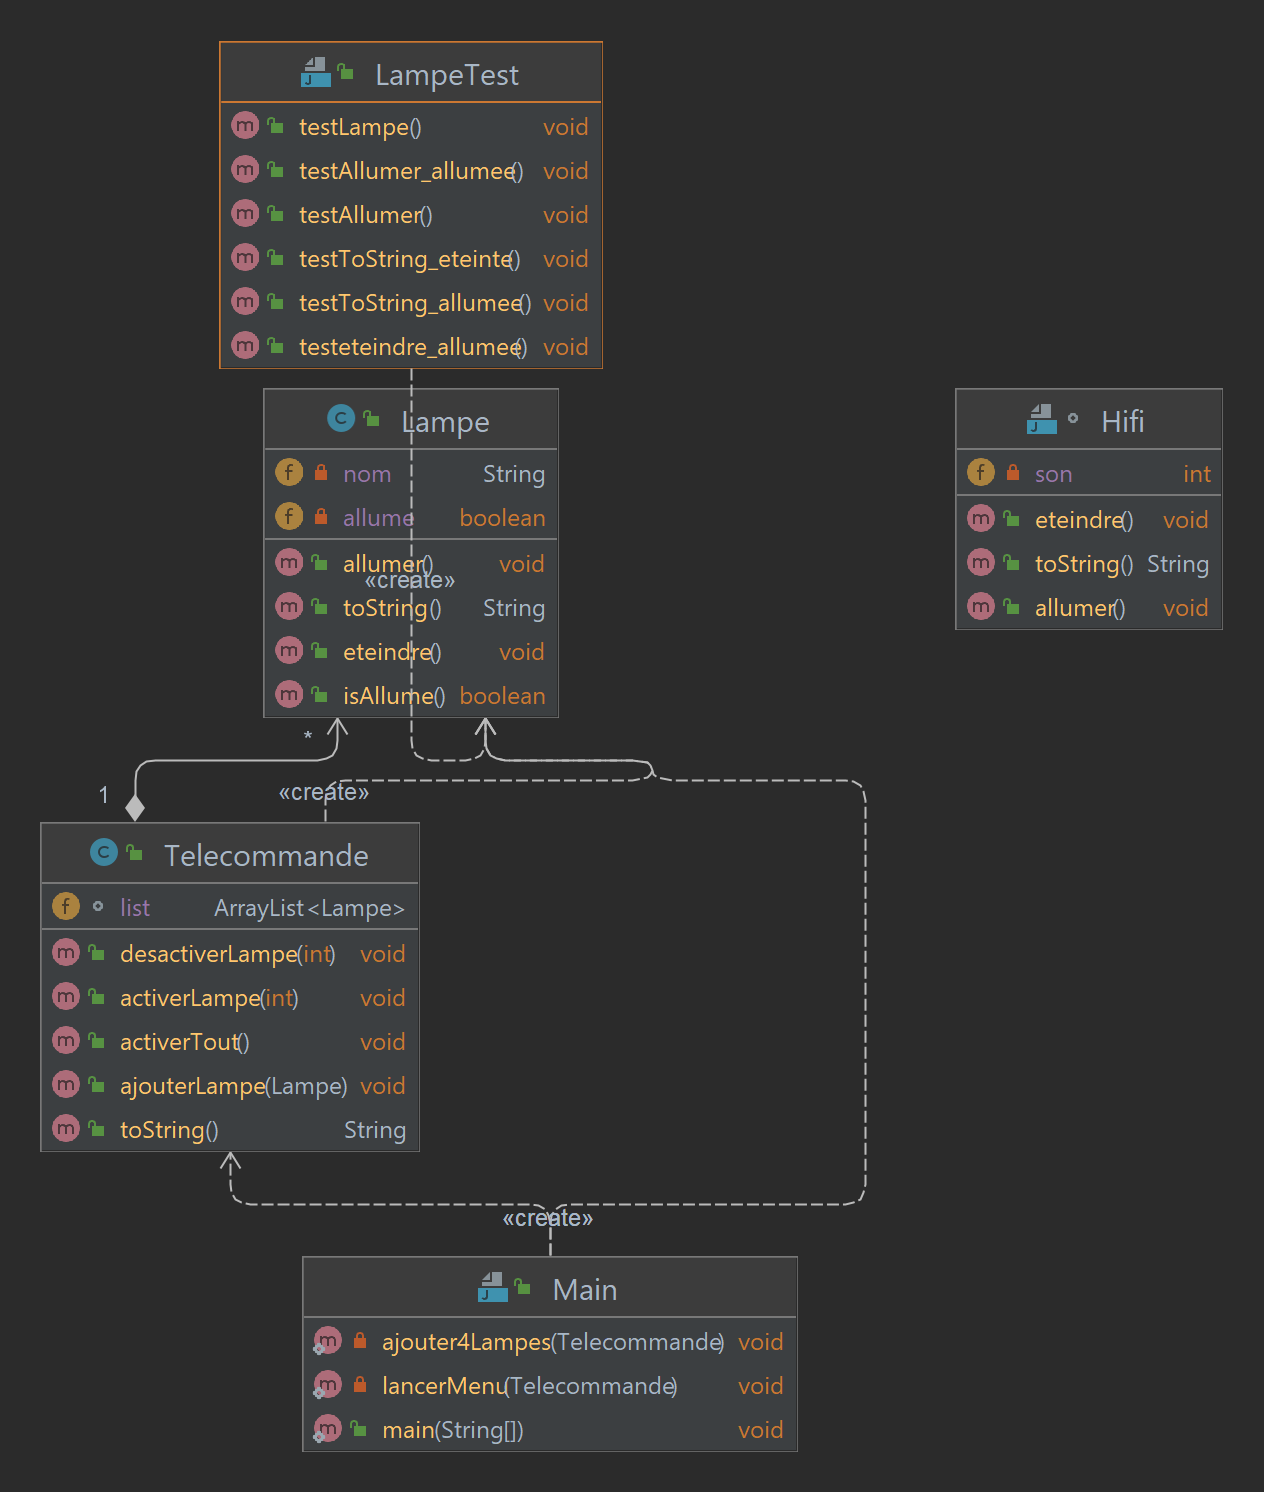 LampeTest
testLampe() void
testAllumer_allumee() void
testAllumer() void
testToString_eteinte() void
testToString_allumee() void
testeteindre_allumee() void
Lampe
nom String
allume boolean
allumer() void
«create»
toString() String
eteindre() void
isAllume() boolean
Hifi
son int
eteindre() void
toString() String
allumer() void
*
1
«create»
Telecommande
list ArrayList<Lampe>
desactiverLampe(int) void
activerLampe(int) void
activerTout() void
ajouterLampe(Lampe) void
toString() String
«create»
Main
ajouter4Lampes(Telecommande) void
lancerMenu(Telecommande) void
main(String[]) void